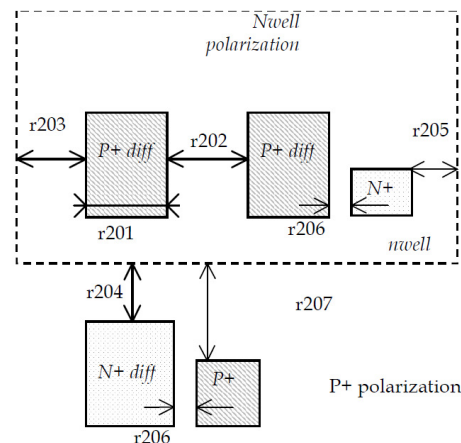 Nwell
polarization
r203
r202
r205
P+ diff
P+ diff
N+
r201
r206
nwell
r204
r207
N+ diff
P+
P+ polarization
r206